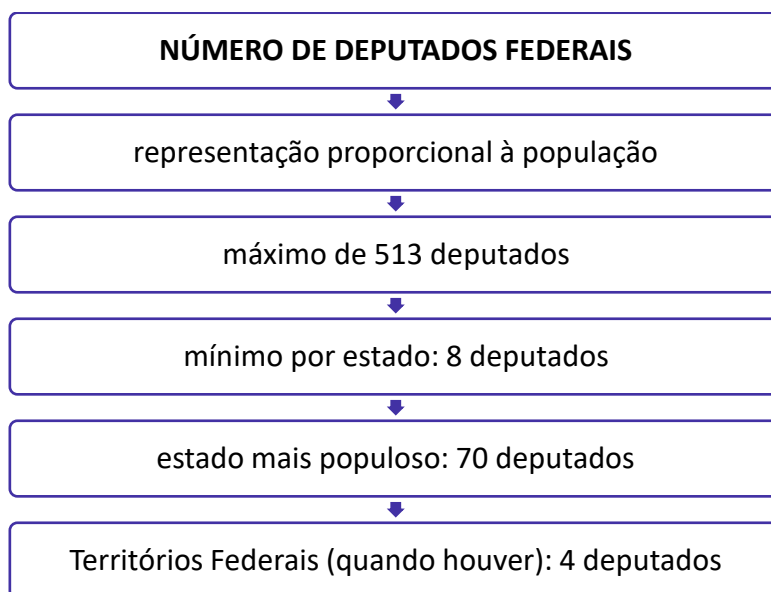 NÚMERO DE DEPUTADOS FEDERAIS
representação proporcional à população
máximo de 513 deputados
mínimo por estado: 8 deputados
estado mais populoso: 70 deputados
Territórios Federais (quando houver): 4 deputados